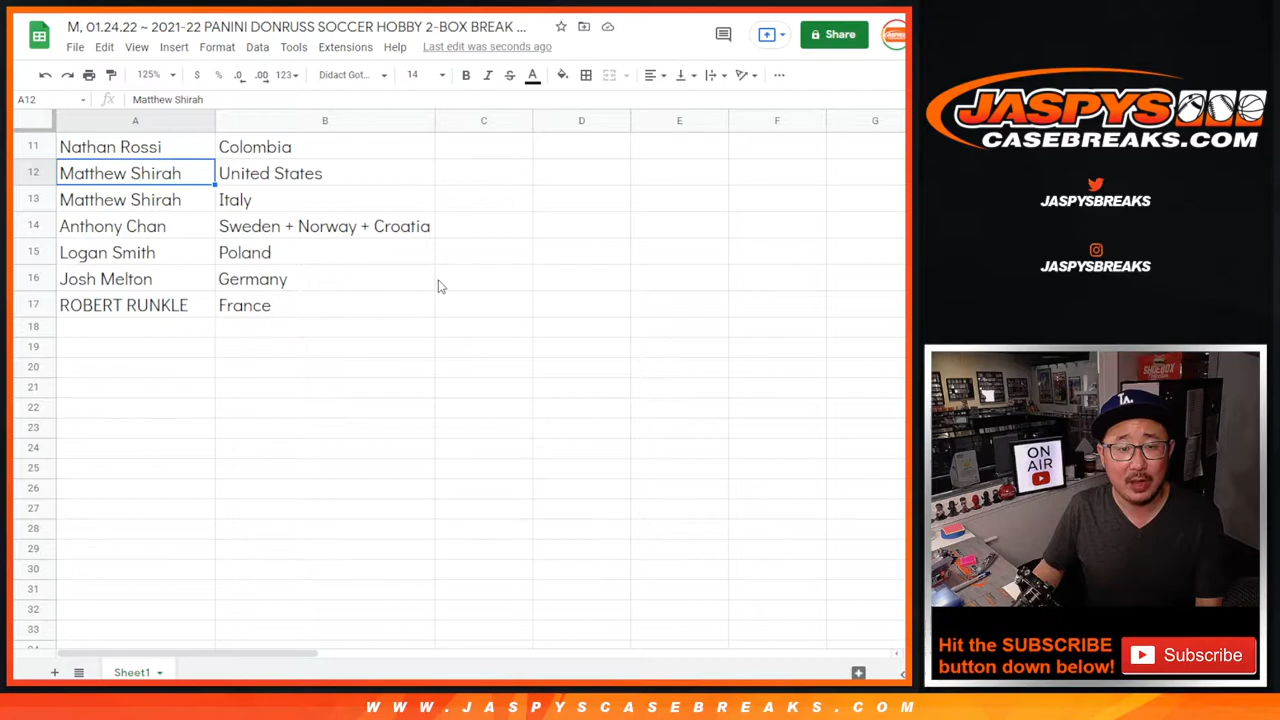 M, 01.24.22 ~ 2021-22 PANINI DONRUSS SOCCER HOBBY 2-BOX BREAK ...
File Edit View Insert Format Data Tools Extensions Help Last edit was seconds ago
Share
125% $ % .0 .00 123 Didact Got... 14 B I S A
A12 fx Matthew Shirah
A B C D E F G
11 Nathan Rossi Colombia
12 Matthew Shirah United States
13 Matthew Shirah Italy
14 Anthony Chan Sweden + Norway + Croatia
15 Logan Smith Poland
16 Josh Melton Germany
17 ROBERT RUNKLE France
18
19
20
21
22
23
24
25
26
27
28
29
30
31
32
33
Sheet1
JASPYS
CASEBREAKS.COM
JASPYSBREAKS
JASPYSBREAKS
SHOEBOX
ON
AIR
LA
Hit the SUBSCRIBE
button down below!
Subscribe
WWW.JASPYSCASEBREAKS.COM